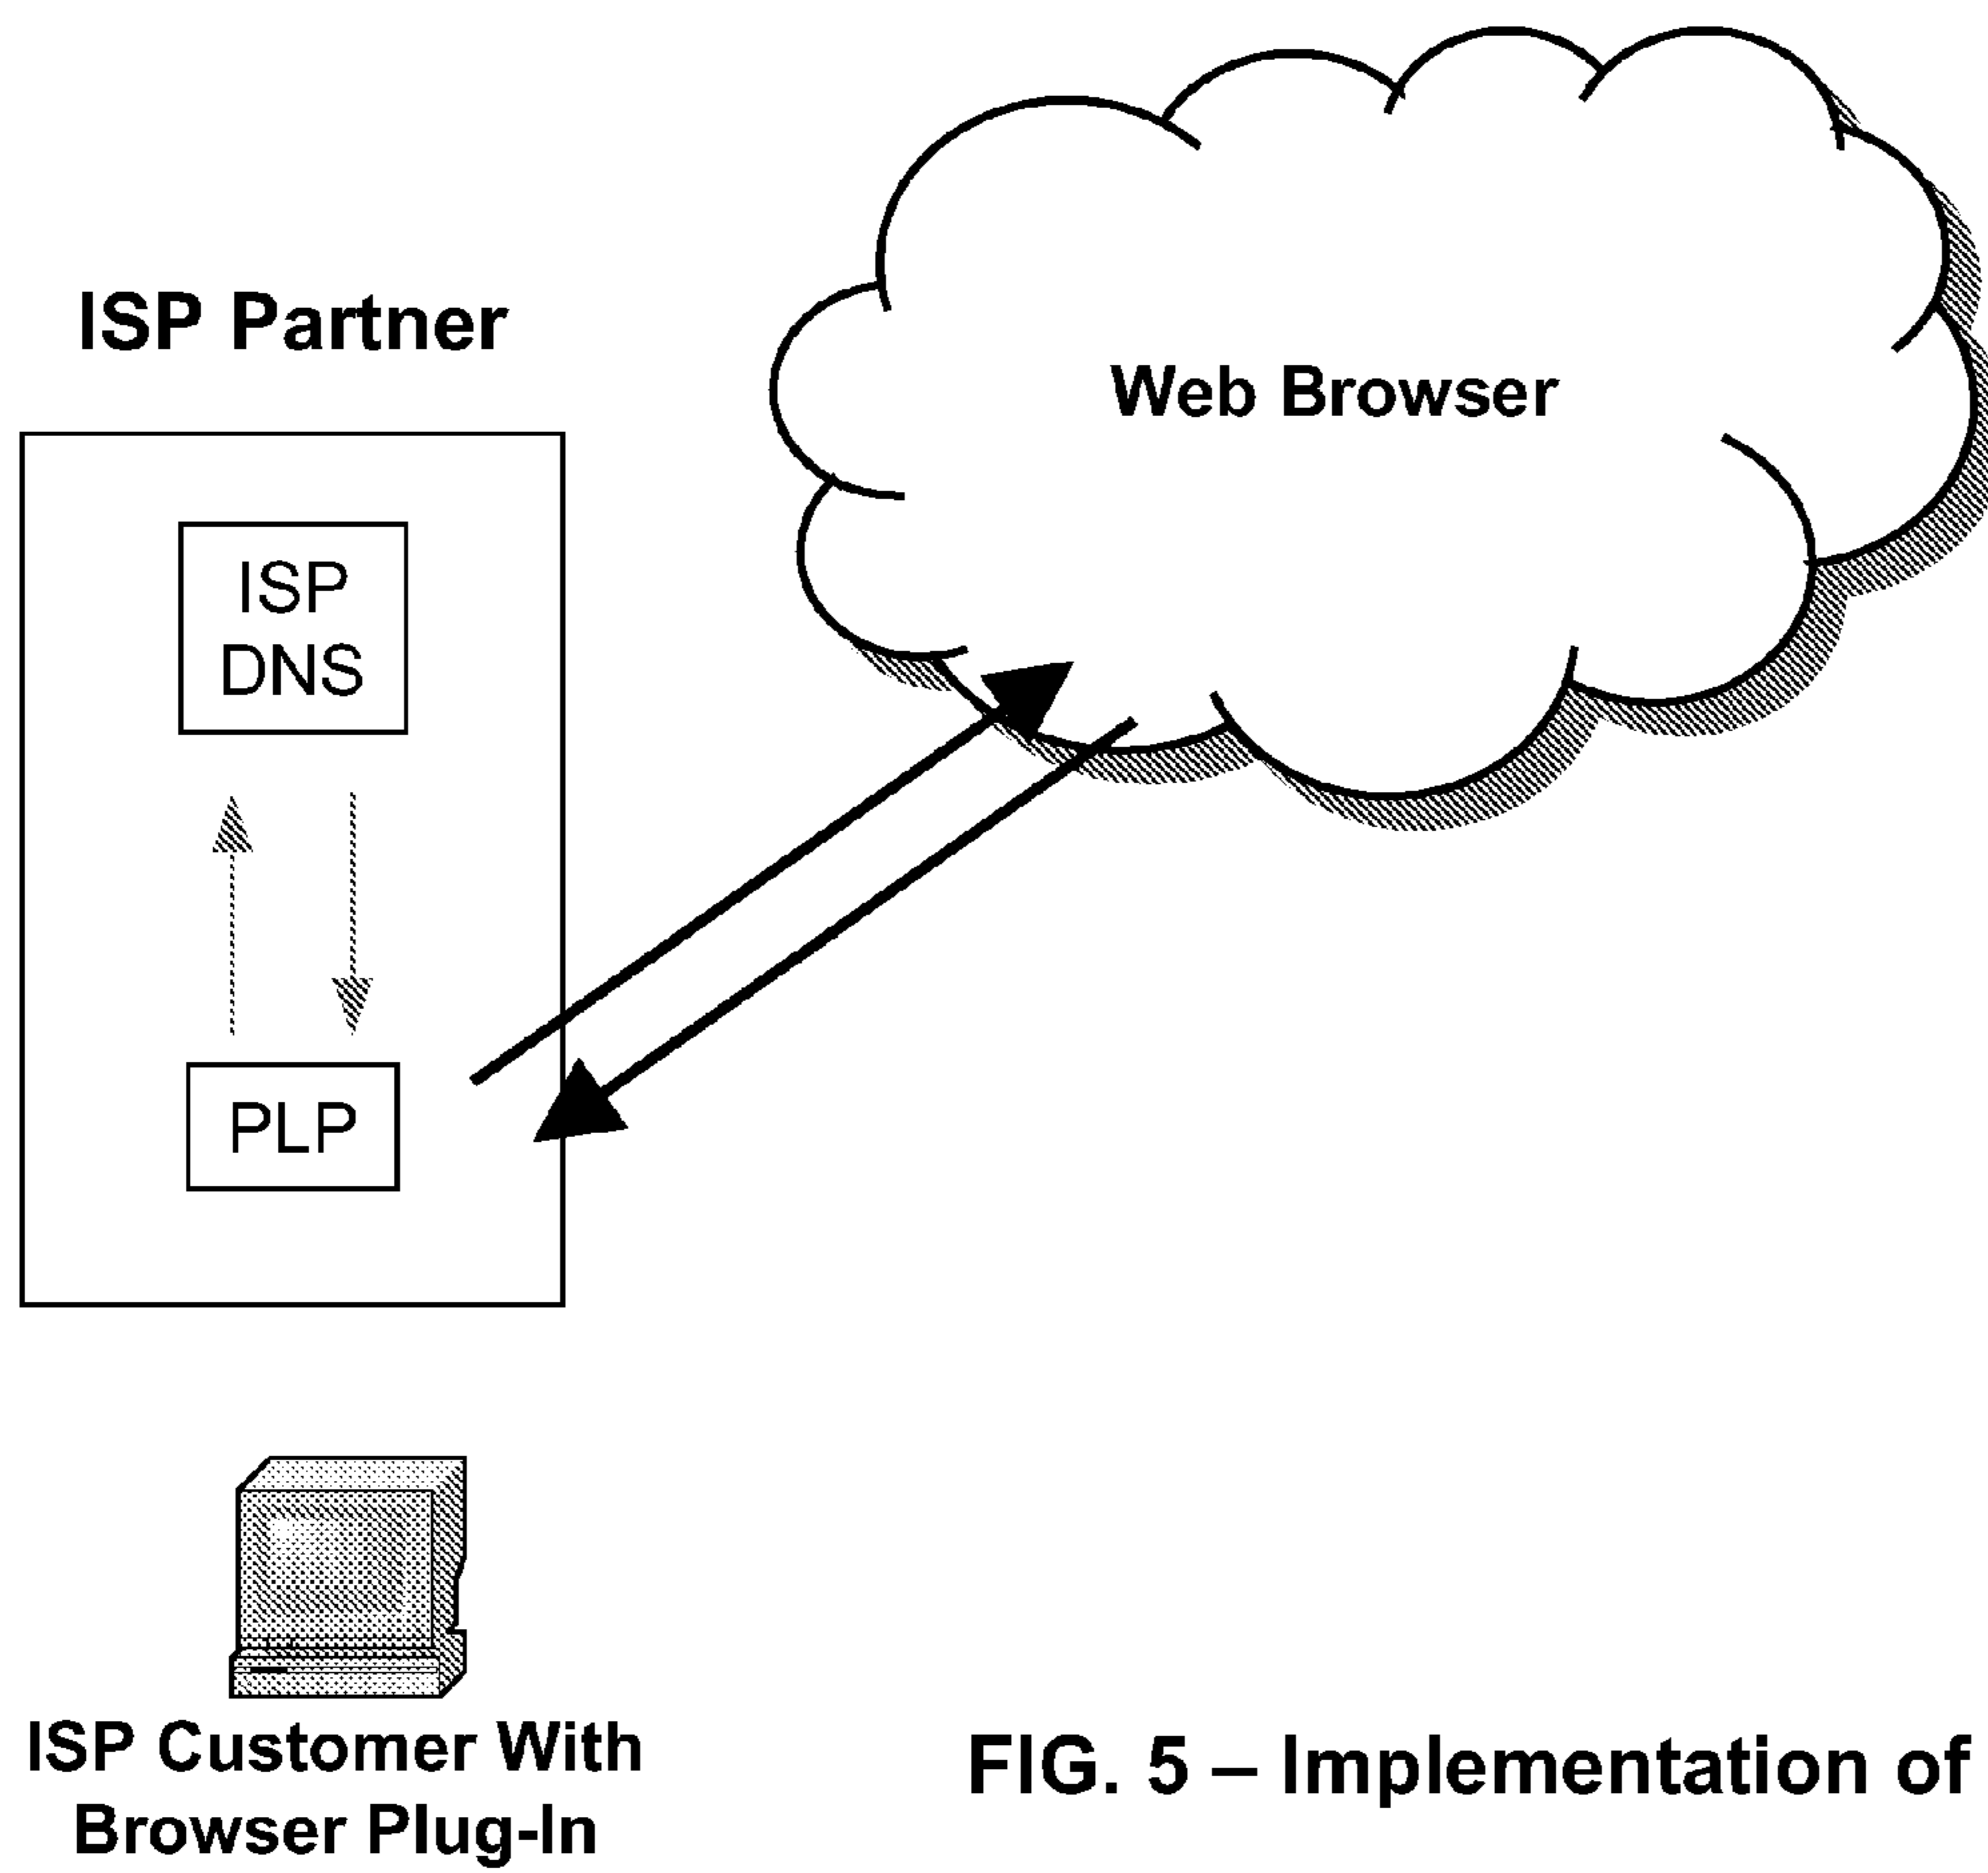 ISP Partner
Web Browser
ISP
DNS
PLP
ISP Customer With
Browser Plug-In
FIG. 5 – Implementation of